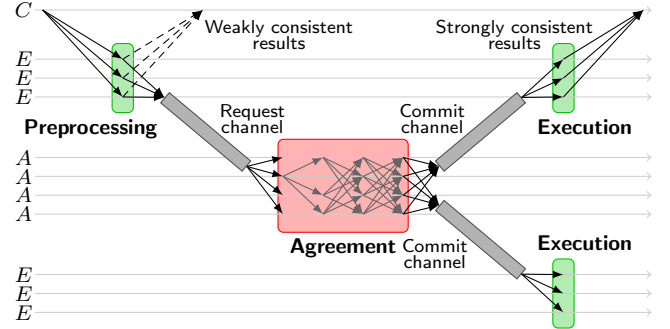 C
Weakly consistent
results
Strongly consistent
results
E
E
E
Preprocessing
Request
channel
Commit
channel
Execution
A
A
A
A
Agreement
Commit
channel
Execution
E
E
E